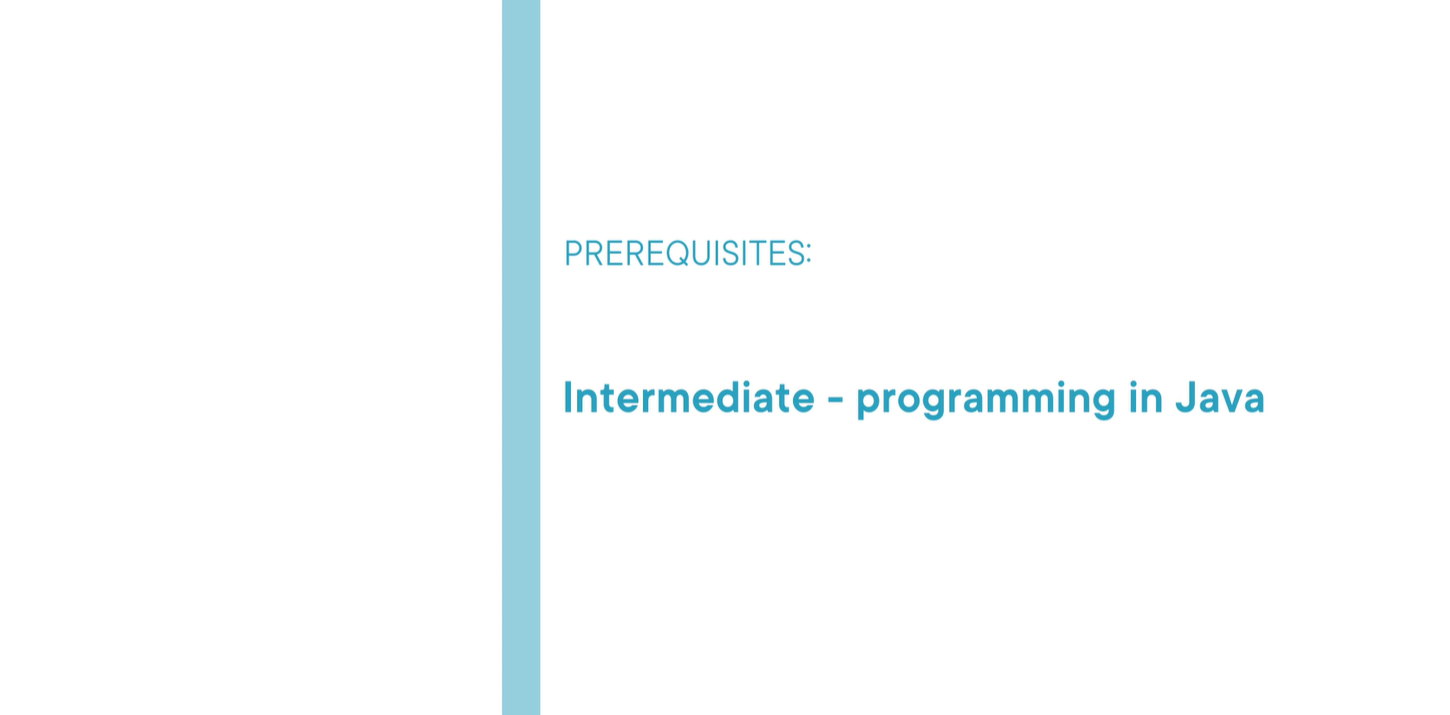 PREREQUISITES:
Intermediate - programming in Java